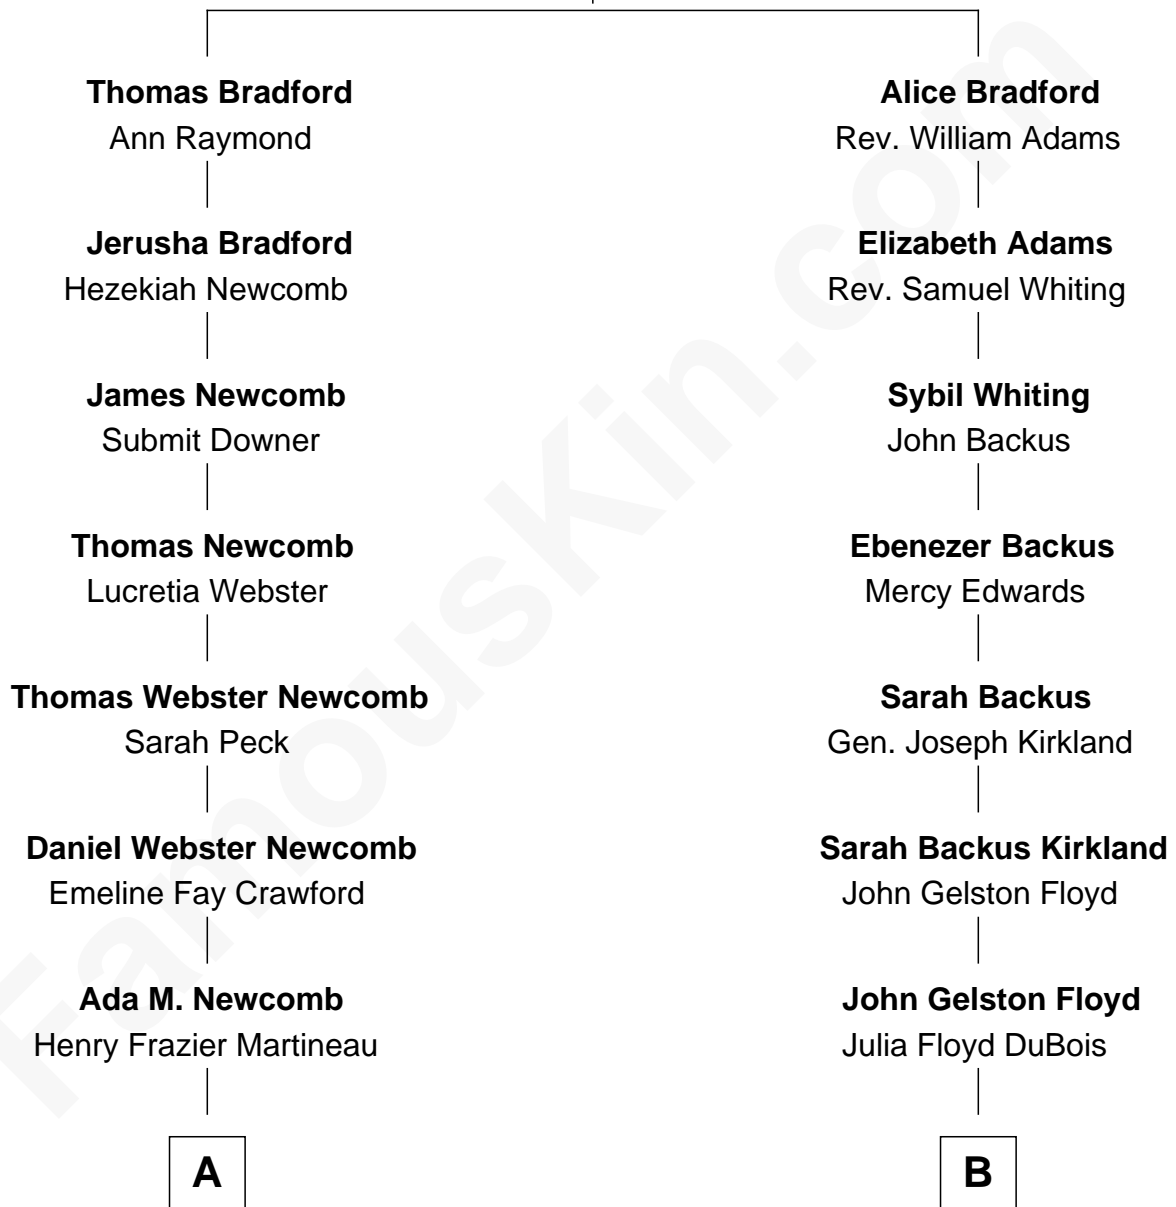 Thomas Bradford
Ann Raymond
Jerusha Bradford
Hezekiah Newcomb
James Newcomb
Submit Downer
Thomas Newcomb
Lucretia Webster
Thomas Webster Newcomb
Sarah Peck
Daniel Webster Newcomb
Emeline Fay Crawford
Ada M. Newcomb
Henry Frazier Martineau
A
Alice Bradford
Rev. William Adams
Elizabeth Adams
Rev. Samuel Whiting
Sybil Whiting
John Backus
Ebenezer Backus
Mercy Edwards
Sarah Backus
Gen. Joseph Kirkland
Sarah Backus Kirkland
John Gelston Floyd
John Gelston Floyd
Julia Floyd DuBois
B
FamousKin.com